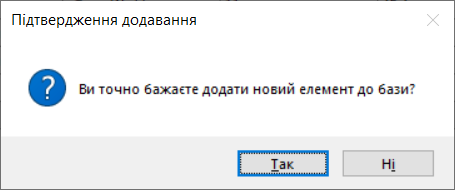 Підтвердження додавання
Ви точно бажаєте додати новий елемент до бази?
Так
Ні